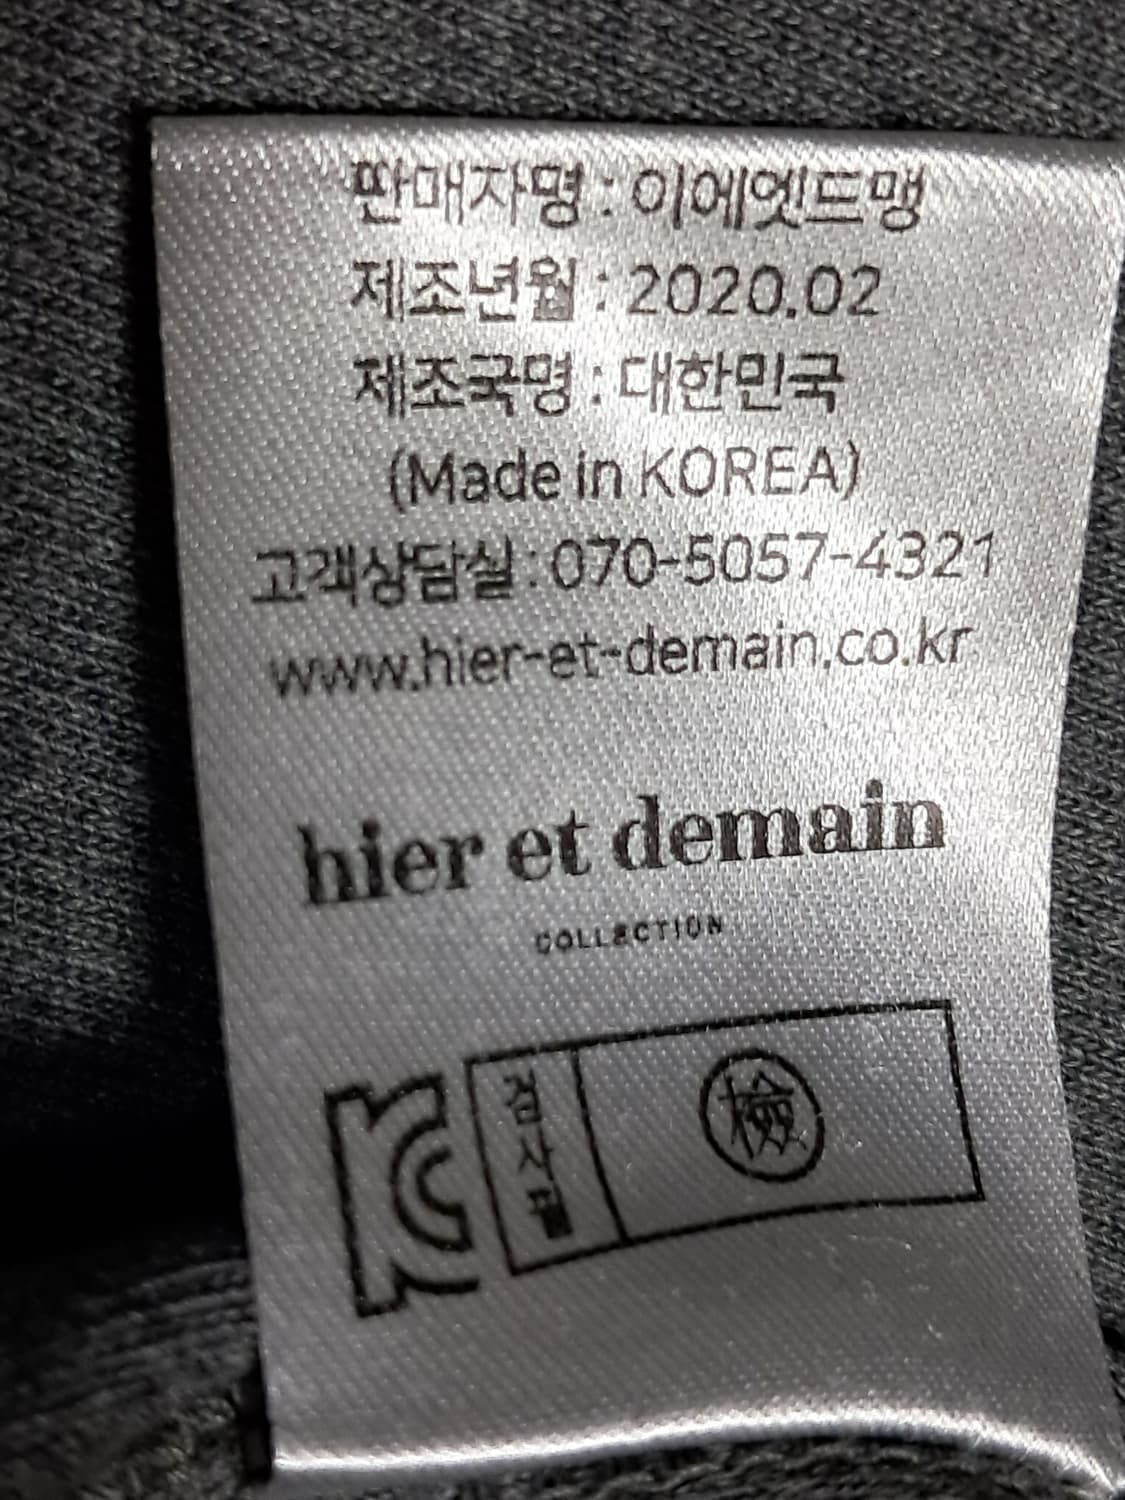 판매자명 : 이에엣드맹
제조년월 : 2020.02
제조국명 : 대한민국
(Made in KOREA)
고객상담실 : 070-5057-4321
www.hier-et-demain.co.kr
hier et demain
COLLECTION
검사필
檢